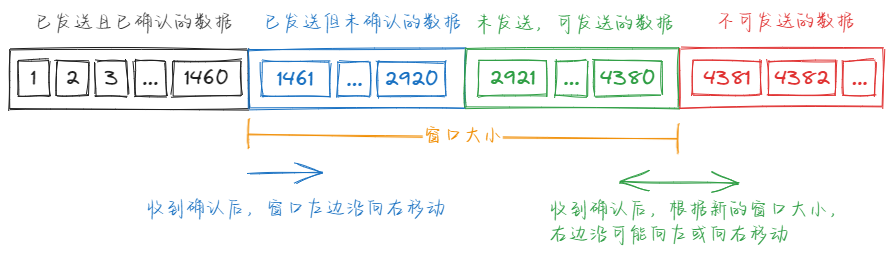 已发送且已确认的数据 已发送但未确认的数据 未发送，可发送的数据 不可发送的数据
1 2 3 ... 1460 1461 ... 2920 2921 ... 4380 4381 4382 ...
窗口大小
收到确认后，窗口左边沿向右移动
收到确认后，根据新的窗口大小，
右边沿可能向左或向右移动